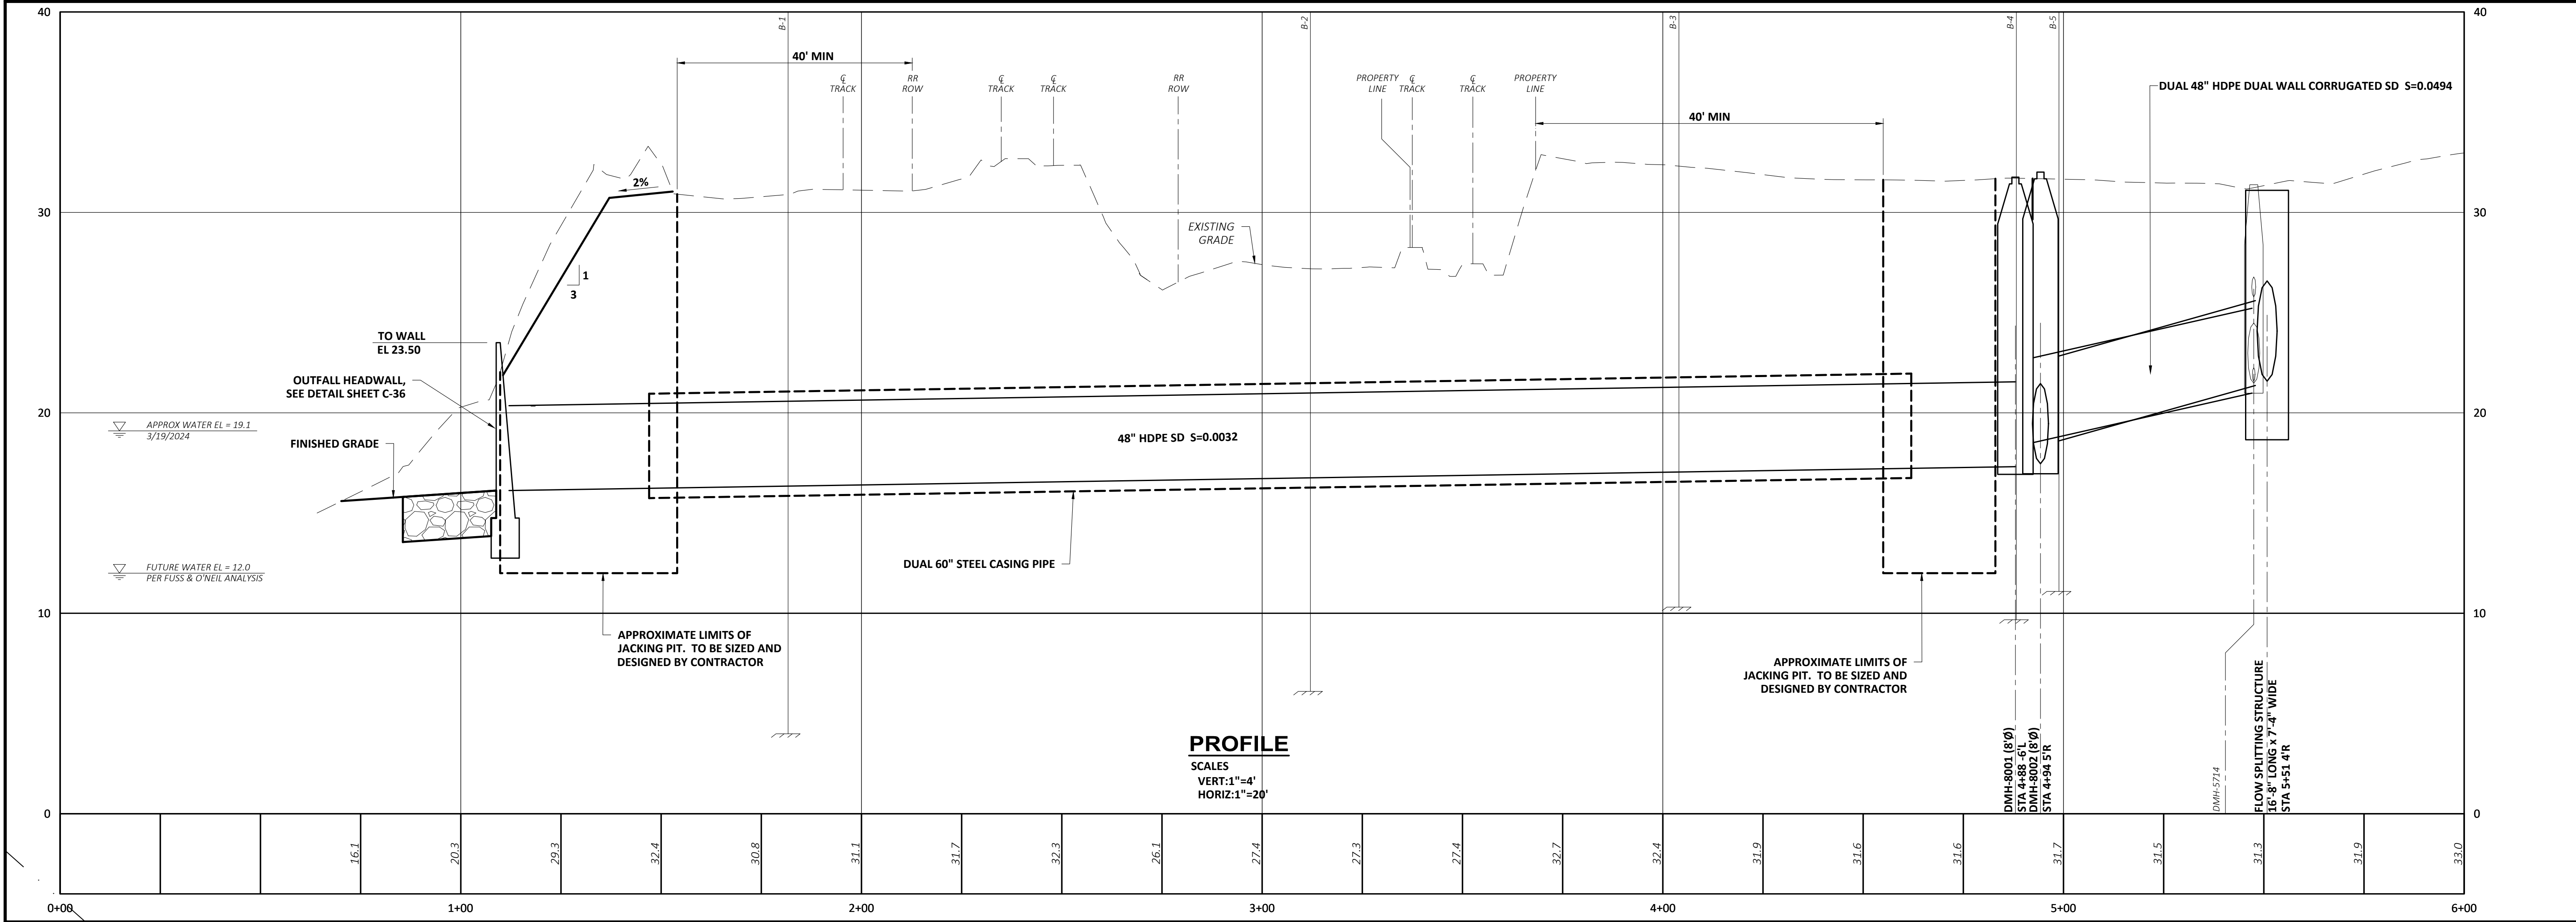 40
40
B-1
B-2
B-3
B-4
B-5
40' MIN
℄
TRACK
RR
ROW
℄
TRACK
℄
TRACK
RR
ROW
PROPERTY
LINE
℄
TRACK
℄
TRACK
PROPERTY
LINE
DUAL 48" HDPE DUAL WALL CORRUGATED SD S=0.0494
40' MIN
2%
30
30
EXISTING
GRADE
1
3
TO WALL
EL 23.50
OUTFALL HEADWALL,
SEE DETAIL SHEET C-36
20
20
APPROX WATER EL = 19.1
3/19/2024
FINISHED GRADE
48" HDPE SD S=0.0032
DUAL 60" STEEL CASING PIPE
FUTURE WATER EL = 12.0
PER FUSS & O'NEIL ANALYSIS
10
10
APPROXIMATE LIMITS OF
JACKING PIT. TO BE SIZED AND
DESIGNED BY CONTRACTOR
APPROXIMATE LIMITS OF
JACKING PIT. TO BE SIZED AND
DESIGNED BY CONTRACTOR
PROFILE
SCALES
VERT:1"=4'
HORIZ:1"=20'
DMH-8001 (8'Ø)
STA 4+88 -6'L
DMH-8002 (8'Ø)
STA 4+94 5'R
DMH-5714
FLOW SPLITTING STRUCTURE
16'-8" LONG x 7'-4" WIDE
STA 5+51 4'R
0
0
16.1
20.3
29.3
32.4
30.8
31.1
31.7
32.3
26.1
27.4
27.3
27.4
32.7
32.4
31.9
31.6
31.6
31.7
31.5
31.3
31.9
33.0
0+00
1+00
2+00
3+00
4+00
5+00
6+00